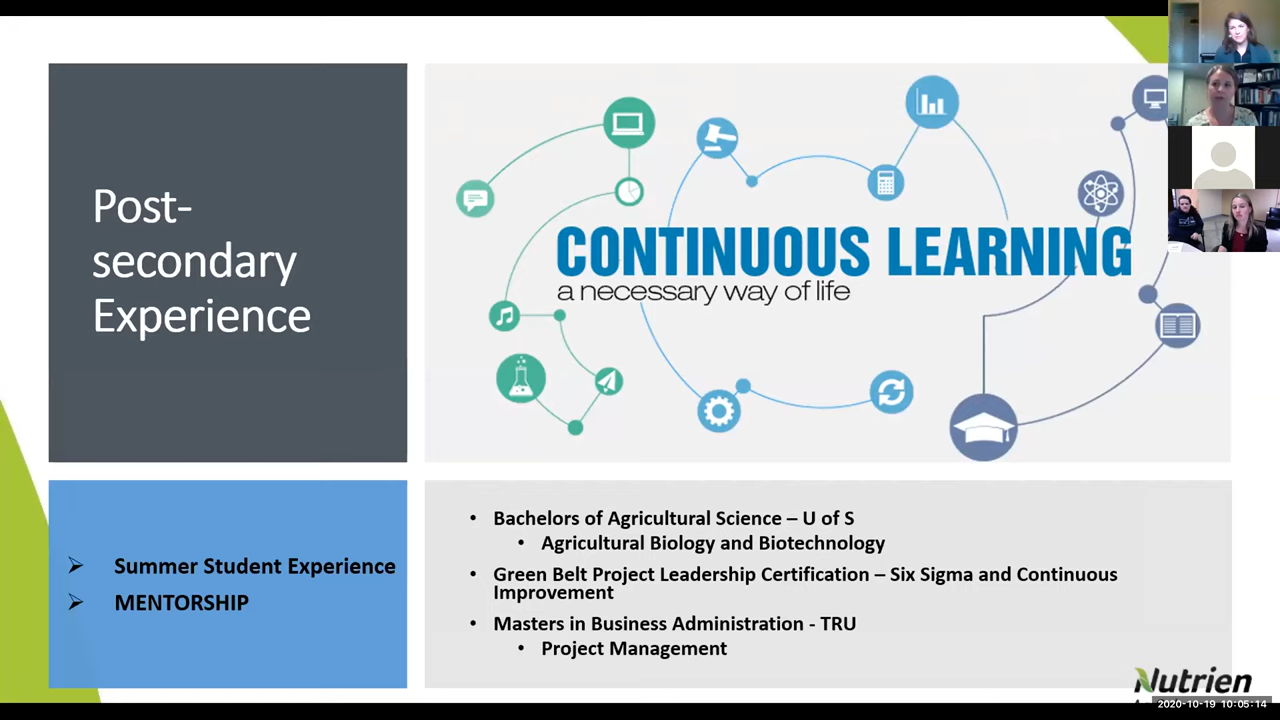 Post-
secondary
Experience
CONTINUOUS LEARNING
a necessary way of life
Summer Student Experience
MENTORSHIP
• Bachelors of Agricultural Science – U of S
• Agricultural Biology and Biotechnology
• Green Belt Project Leadership Certification – Six Sigma and Continuous
Improvement
• Masters in Business Administration - TRU
• Project Management
Nutrien
2020-10-19 10:05:14